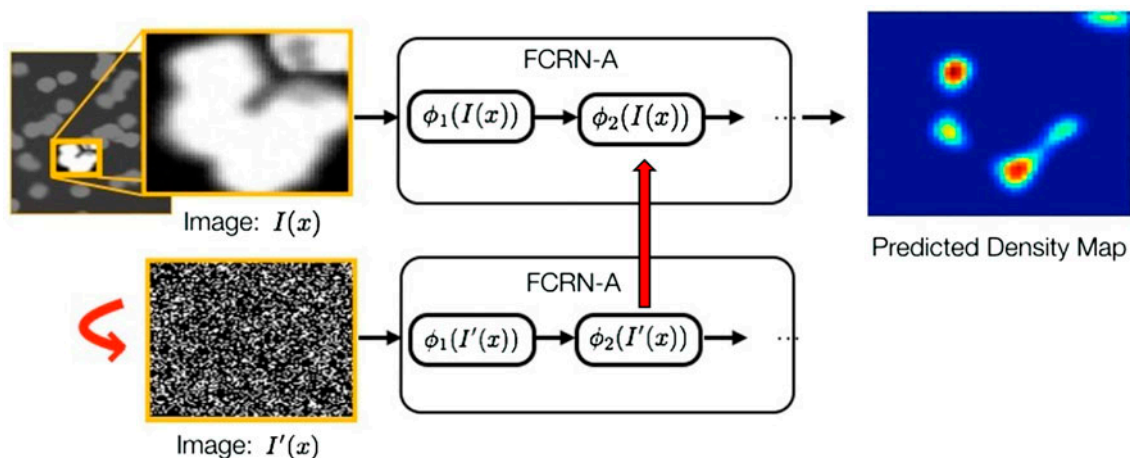 FCRN-A
ϕ₁(I(x))
ϕ₂(I(x))
...
Image: I(x)
Predicted Density Map
FCRN-A
ϕ₁(I′(x))
ϕ₂(I′(x))
...
Image: I′(x)